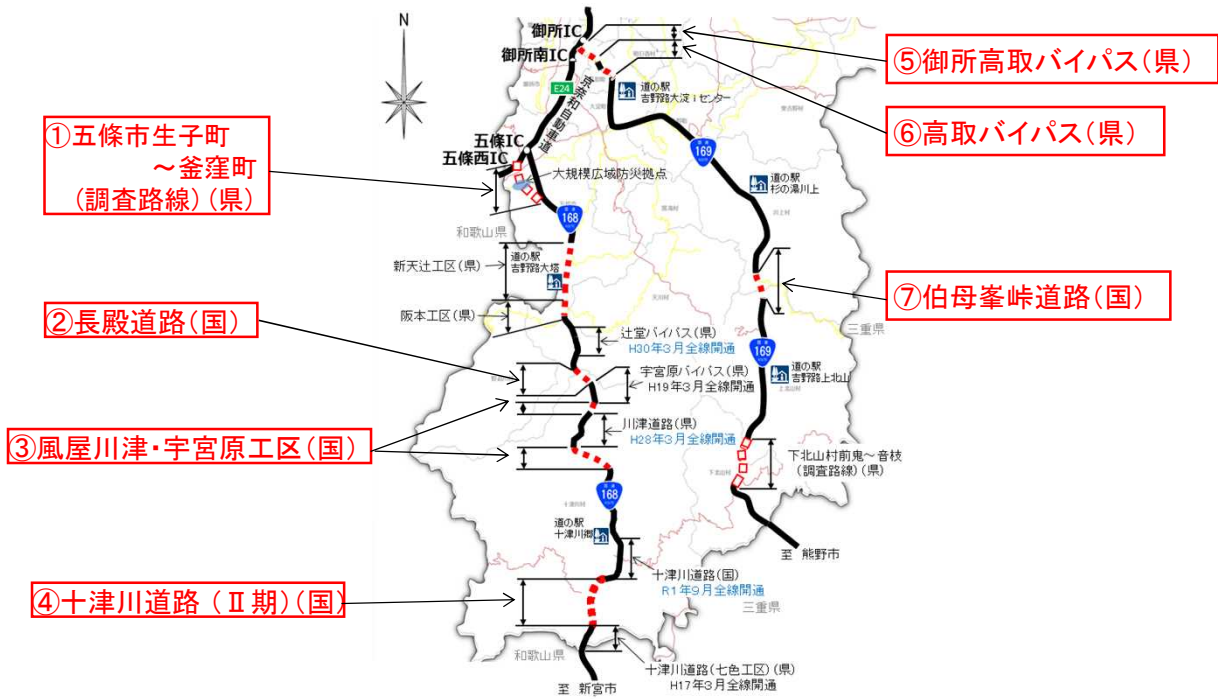 N
御所IC
御所南IC
E24
京奈和自動車道
道の駅
吉野路大淀iセンター
⑤御所高取バイパス(県)
⑥高取バイパス(県)
①五條市生子町
～釜窪町
(調査路線)(県)
五條IC
五條西IC
大規模広域防災拠点
169
道の駅
杉の湯川上
168
和歌山県
新天辻工区(県)
道の駅
吉野路大塔
阪本工区(県)
⑦伯母峯峠道路(国)
三重県
②長殿道路(国)
辻堂バイパス(県)
H30年3月全線開通
169
道の駅
吉野路上北山
宇宮原バイパス(県)
H19年3月全線開通
③風屋川津・宇宮原工区(国)
川津道路(県)
H28年3月全線開通
下北山村前鬼～音枝
(調査路線)(県)
168
道の駅
十津川郷
至 熊野市
十津川道路(国)
R1年9月全線開通
④十津川道路（Ⅱ期)(国)
三重県
和歌山県
十津川道路(七色工区)(県)
H17年3月全線開通
至 新宮市